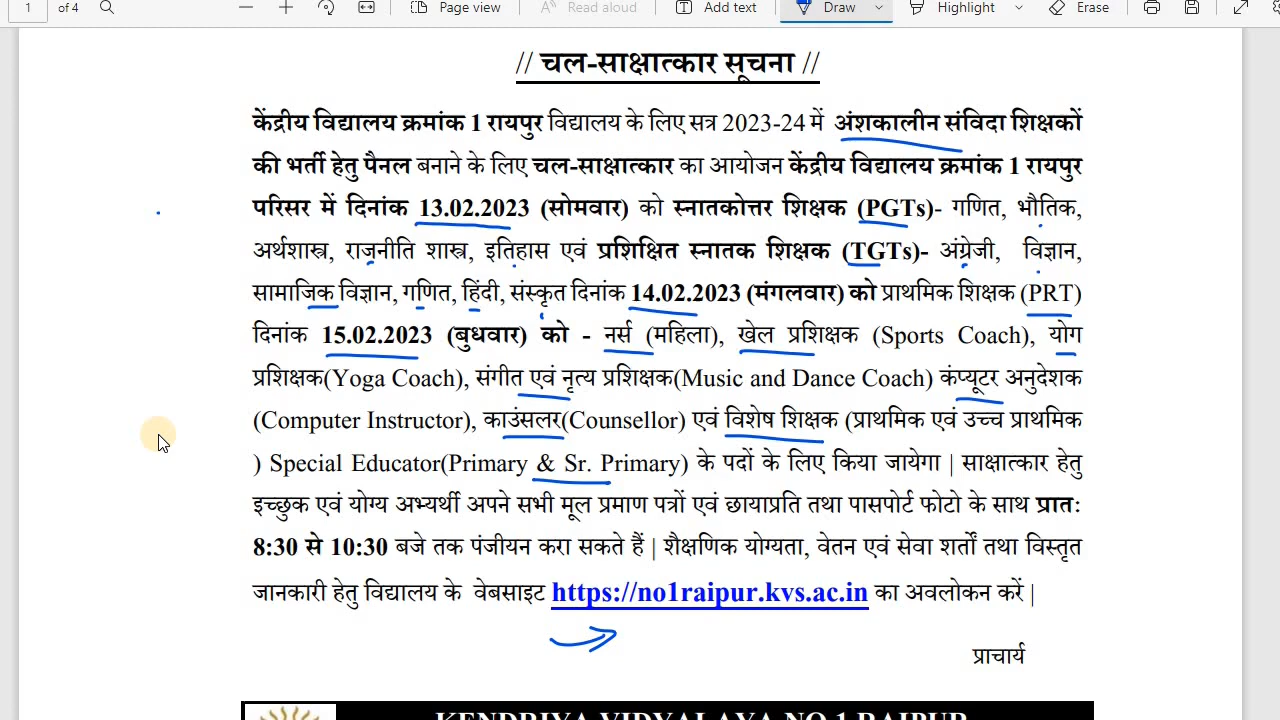 1 of 4 Page view Read aloud Add text Draw Highlight Erase
// चल-साक्षात्कार सूचना //
केंद्रीय विद्यालय क्रमांक 1 रायपुर विद्यालय के लिए सत्र 2023-24 में अंशकालीन संविदा शिक्षकों
की भर्ती हेतु पैनल बनाने के लिए चल-साक्षात्कार का आयोजन केंद्रीय विद्यालय क्रमांक 1 रायपुर
परिसर में दिनांक 13.02.2023 (सोमवार) को स्नातकोत्तर शिक्षक (PGTs)- गणित, भौतिक,
अर्थशास्त्र, राजनीति शास्त्र, इतिहास एवं प्रशिक्षित स्नातक शिक्षक (TGTs)- अंग्रेजी, विज्ञान,
सामाजिक विज्ञान, गणित, हिंदी, संस्कृत दिनांक 14.02.2023 (मंगलवार) को प्राथमिक शिक्षक (PRT)
दिनांक 15.02.2023 (बुधवार) को - नर्स (महिला), खेल प्रशिक्षक (Sports Coach), योग
प्रशिक्षक(Yoga Coach), संगीत एवं नृत्य प्रशिक्षक(Music and Dance Coach) कंप्यूटर अनुदेशक
(Computer Instructor), काउंसलर(Counsellor) एवं विशेष शिक्षक (प्राथमिक एवं उच्च प्राथमिक
) Special Educator(Primary & Sr. Primary) के पदों के लिए किया जायेगा | साक्षात्कार हेतु
इच्छुक एवं योग्य अभ्यर्थी अपने सभी मूल प्रमाण पत्रों एवं छायाप्रति तथा पासपोर्ट फोटो के साथ प्रातः
8:30 से 10:30 बजे तक पंजीयन करा सकते हैं | शैक्षणिक योग्यता, वेतन एवं सेवा शर्तों तथा विस्तृत
जानकारी हेतु विद्यालय के वेबसाइट https://no1raipur.kvs.ac.in का अवलोकन करें |
प्राचार्य
KENDRIYA VIDYALAYA NO 1 RAIPUR